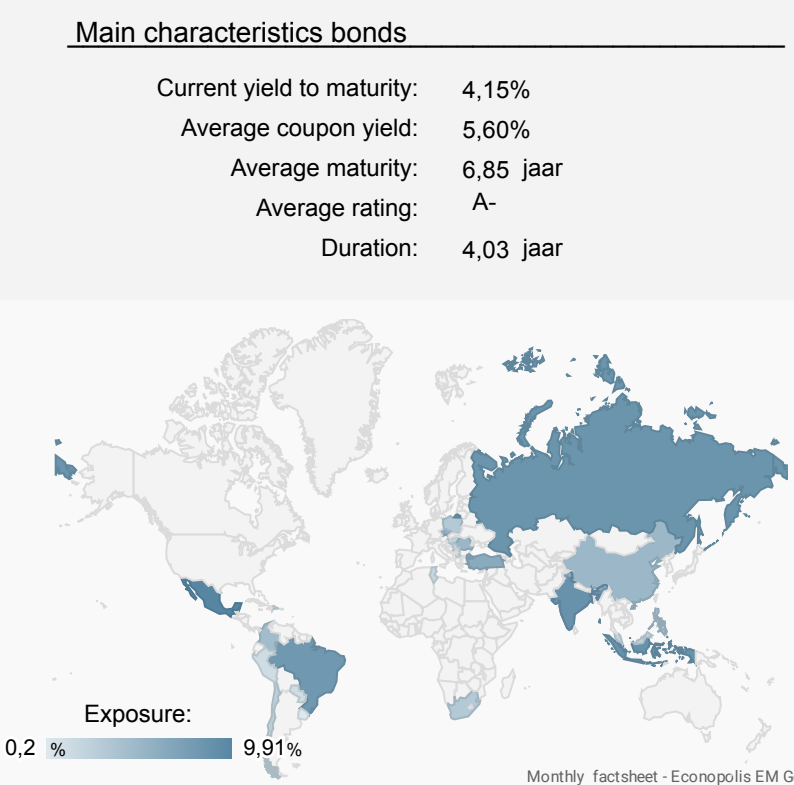 Main characteristics bonds
Current yield to maturity: 4,15%
Average coupon yield: 5,60%
Average maturity: 6,85 jaar
Average rating: A-
Duration: 4,03 jaar
Exposure:
0,2 % 9,91%
Monthly factsheet - Econopolis EM G